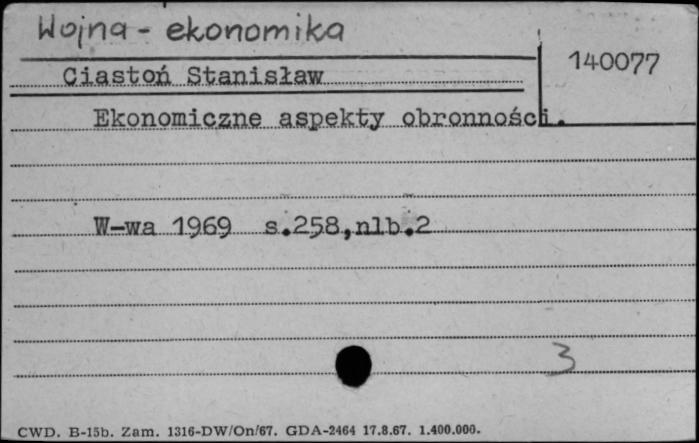 Wojna - ekonomika
140077
Ciastoń Stanisław
Ekonomiczne aspekty obronności.
W-wa 1969 s.258,nlb.2
3
CWD. B-15b. Zam. 1316-DW/On/67. GDA-2464 17.8.67. 1.400.000.